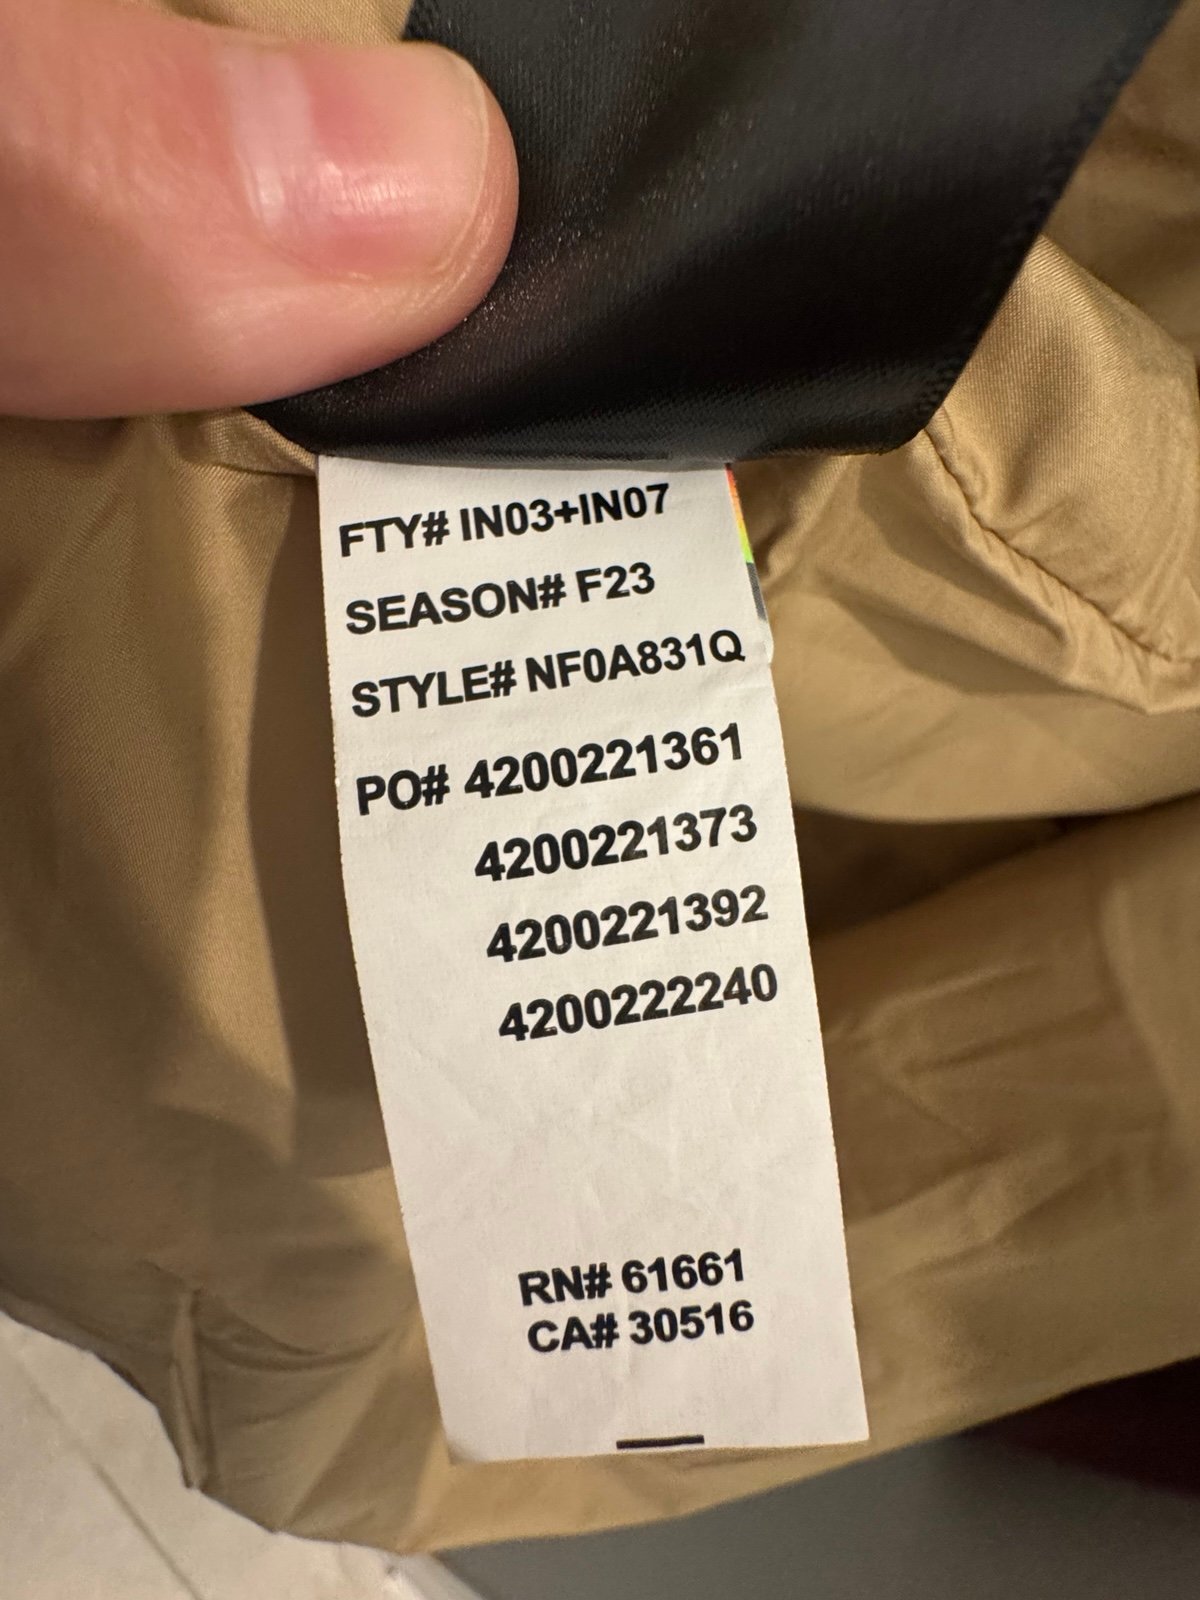 FTY# IN03+IN07
SEASON# F23
STYLE# NF0A831Q
PO# 4200221361
4200221373
4200221392
4200222240
RN# 61661
CA# 30516